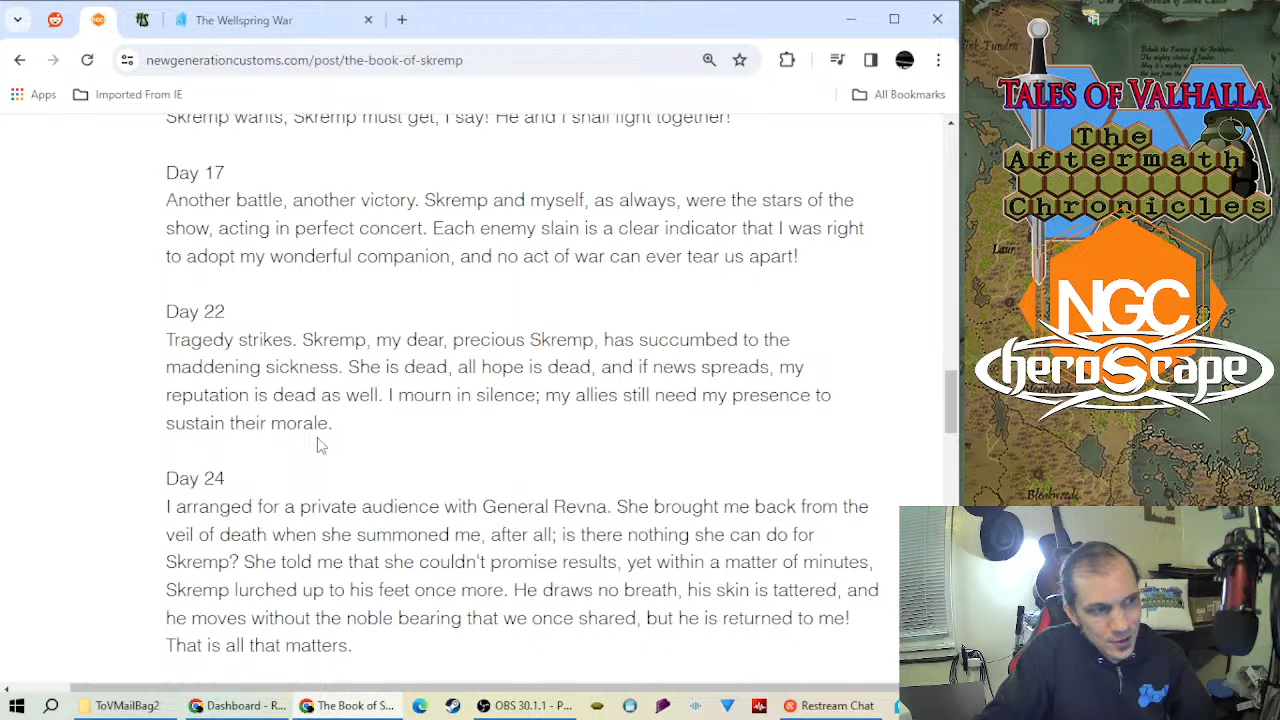 The Wellspring War
newgenerationcustoms.com/post/the-book-of-skremp
Apps
Imported From IE
All Bookmarks
Skremp wants, Skremp must get, I say! He and I shall fight together!
Day 17
Another battle, another victory. Skremp and myself, as always, were the stars of the
show, acting in perfect concert. Each enemy slain is a clear indicator that I was right
to adopt my wonderful companion, and no act of war can ever tear us apart!
Day 22
Tragedy strikes. Skremp, my dear, precious Skremp, has succumbed to the
maddening sickness. She is dead, all hope is dead, and if news spreads, my
reputation is dead as well. I mourn in silence; my allies still need my presence to
sustain their morale.
Day 24
I arranged for a private audience with General Revna. She brought me back from the
veil of death when she summoned me, after all; is there nothing she can do for
Skremp? She told me that she couldn't promise results, yet within a matter of minutes,
Skremp lurched up to his feet once more. He draws no breath, his skin is tattered, and
he moves without the noble bearing that we once shared, but he is returned to me!
That is all that matters.
ToVMailBag2
Dashboard - R...
The Book of S...
OBS 30.1.1 - P...
Restream Chat
TALES OF VALHALLA
The
Aftermath
Chronicles
Laur
NGC
heroScape
Bleakwoode